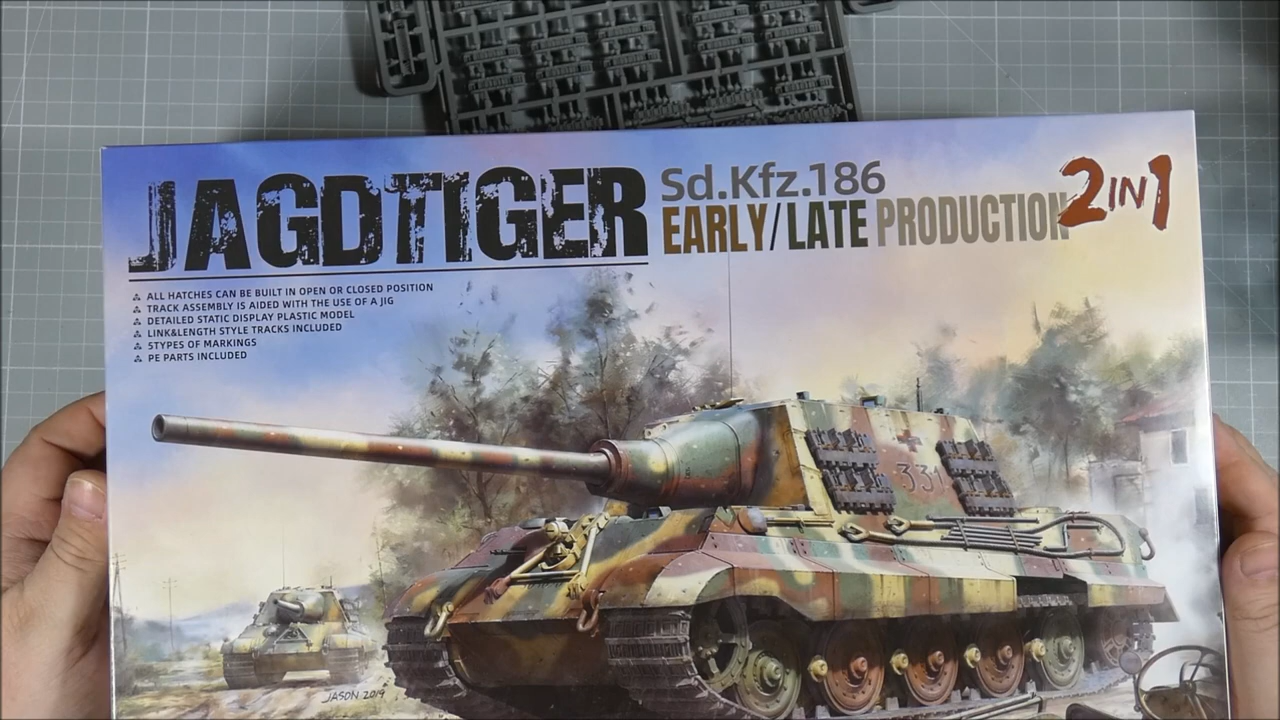 JAGDTIGER
Sd.Kfz.186
EARLY/LATE PRODUCTION
2IN1
ALL HATCHES CAN BE BUILT IN OPEN OR CLOSED POSITION
TRACK ASSEMBLY IS AIDED WITH THE USE OF A JIG
DETAILED STATIC DISPLAY PLASTIC MODEL
LINK&LENGTH STYLE TRACKS INCLUDED
5TYPES OF MARKINGS
PE PARTS INCLUDED
331
JASON 2019